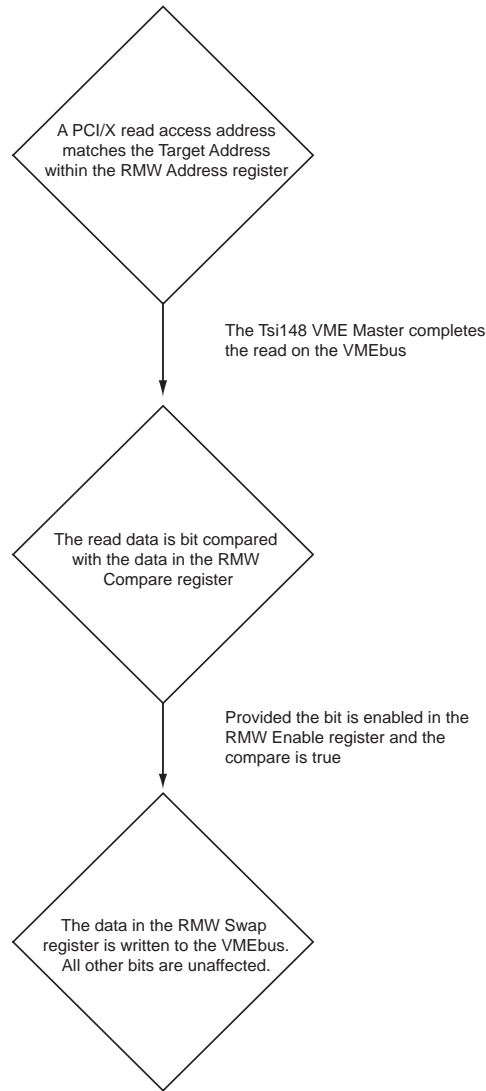 A PCI/X read access address
matches the Target Address
within the RMW Address register
The Tsi148 VME Master completes
the read on the VMEbus
The read data is bit compared
with the data in the RMW
Compare register
Provided the bit is enabled in the
RMW Enable register and the
compare is true
The data in the RMW Swap
register is written to the VMEbus.
All other bits are unaffected.